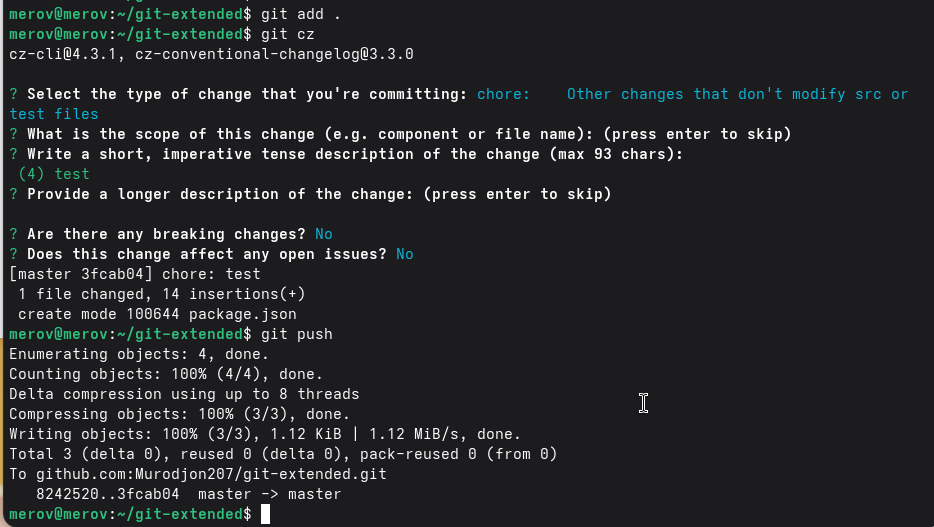 merov@merov:~/git-extended$ git add .
merov@merov:~/git-extended$ git cz
cz-cli@4.3.1, cz-conventional-changelog@3.3.0
? Select the type of change that you're committing: chore:    Other changes that don't modify src or
test files
? What is the scope of this change (e.g. component or file name): (press enter to skip)
? Write a short, imperative tense description of the change (max 93 chars):
 (4) test
? Provide a longer description of the change: (press enter to skip)
? Are there any breaking changes? No
? Does this change affect any open issues? No
[master 3fcab04] chore: test
 1 file changed, 14 insertions(+)
 create mode 100644 package.json
merov@merov:~/git-extended$ git push
Enumerating objects: 4, done.
Counting objects: 100% (4/4), done.
Delta compression using up to 8 threads
Compressing objects: 100% (3/3), done.
Writing objects: 100% (3/3), 1.12 KiB | 1.12 MiB/s, done.
Total 3 (delta 0), reused 0 (delta 0), pack-reused 0 (from 0)
To github.com:Murodjon207/git-extended.git
   8242520..3fcab04  master -> master
merov@merov:~/git-extended$